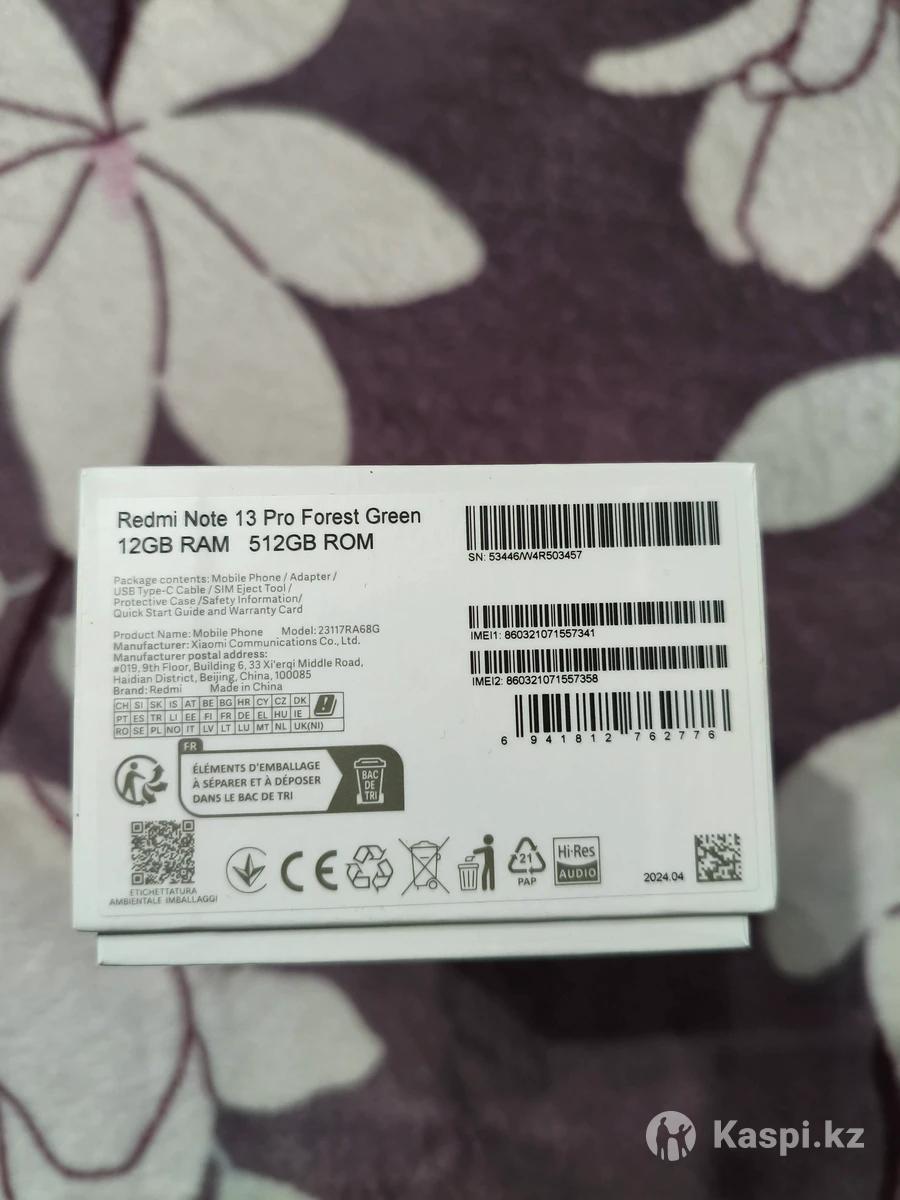 Redmi Note 13 Pro Forest Green
12GB RAM 512GB ROM
Package contents: Mobile Phone / Adapter /
USB Type-C Cable / SIM Eject Tool /
Protective Case /Safety Information/
Quick Start Guide and Warranty Card
Product Name: Mobile Phone Model: 23117RA68G
Manufacturer: Xiaomi Communications Co., Ltd.
Manufacturer postal address:
#019, 9th Floor, Building 6, 33 Xi'erqi Middle Road,
Haidian District, Beijing, China, 100085
Brand: Redmi Made in China
CH SI SK IS AT BE BG HR CY CZ DK
PT ES TR LI EE FI FR DE EL HU IE
RO SE PL NO IT LV LT LU MT NL UK(NI)
SN: 53446/W4R503457
IMEI1: 860321071557341
IMEI2: 860321071557358
6 941812 762776
FR
ÉLÉMENTS D'EMBALLAGE
À SÉPARER ET À DÉPOSER
DANS LE BAC DE TRI
BAC
DE
TRI
ETICHETTATURA
AMBIENTALE IMBALLAGGI
CE
21
PAP
Hi-Res
AUDIO
2024.04
Kaspi.kz